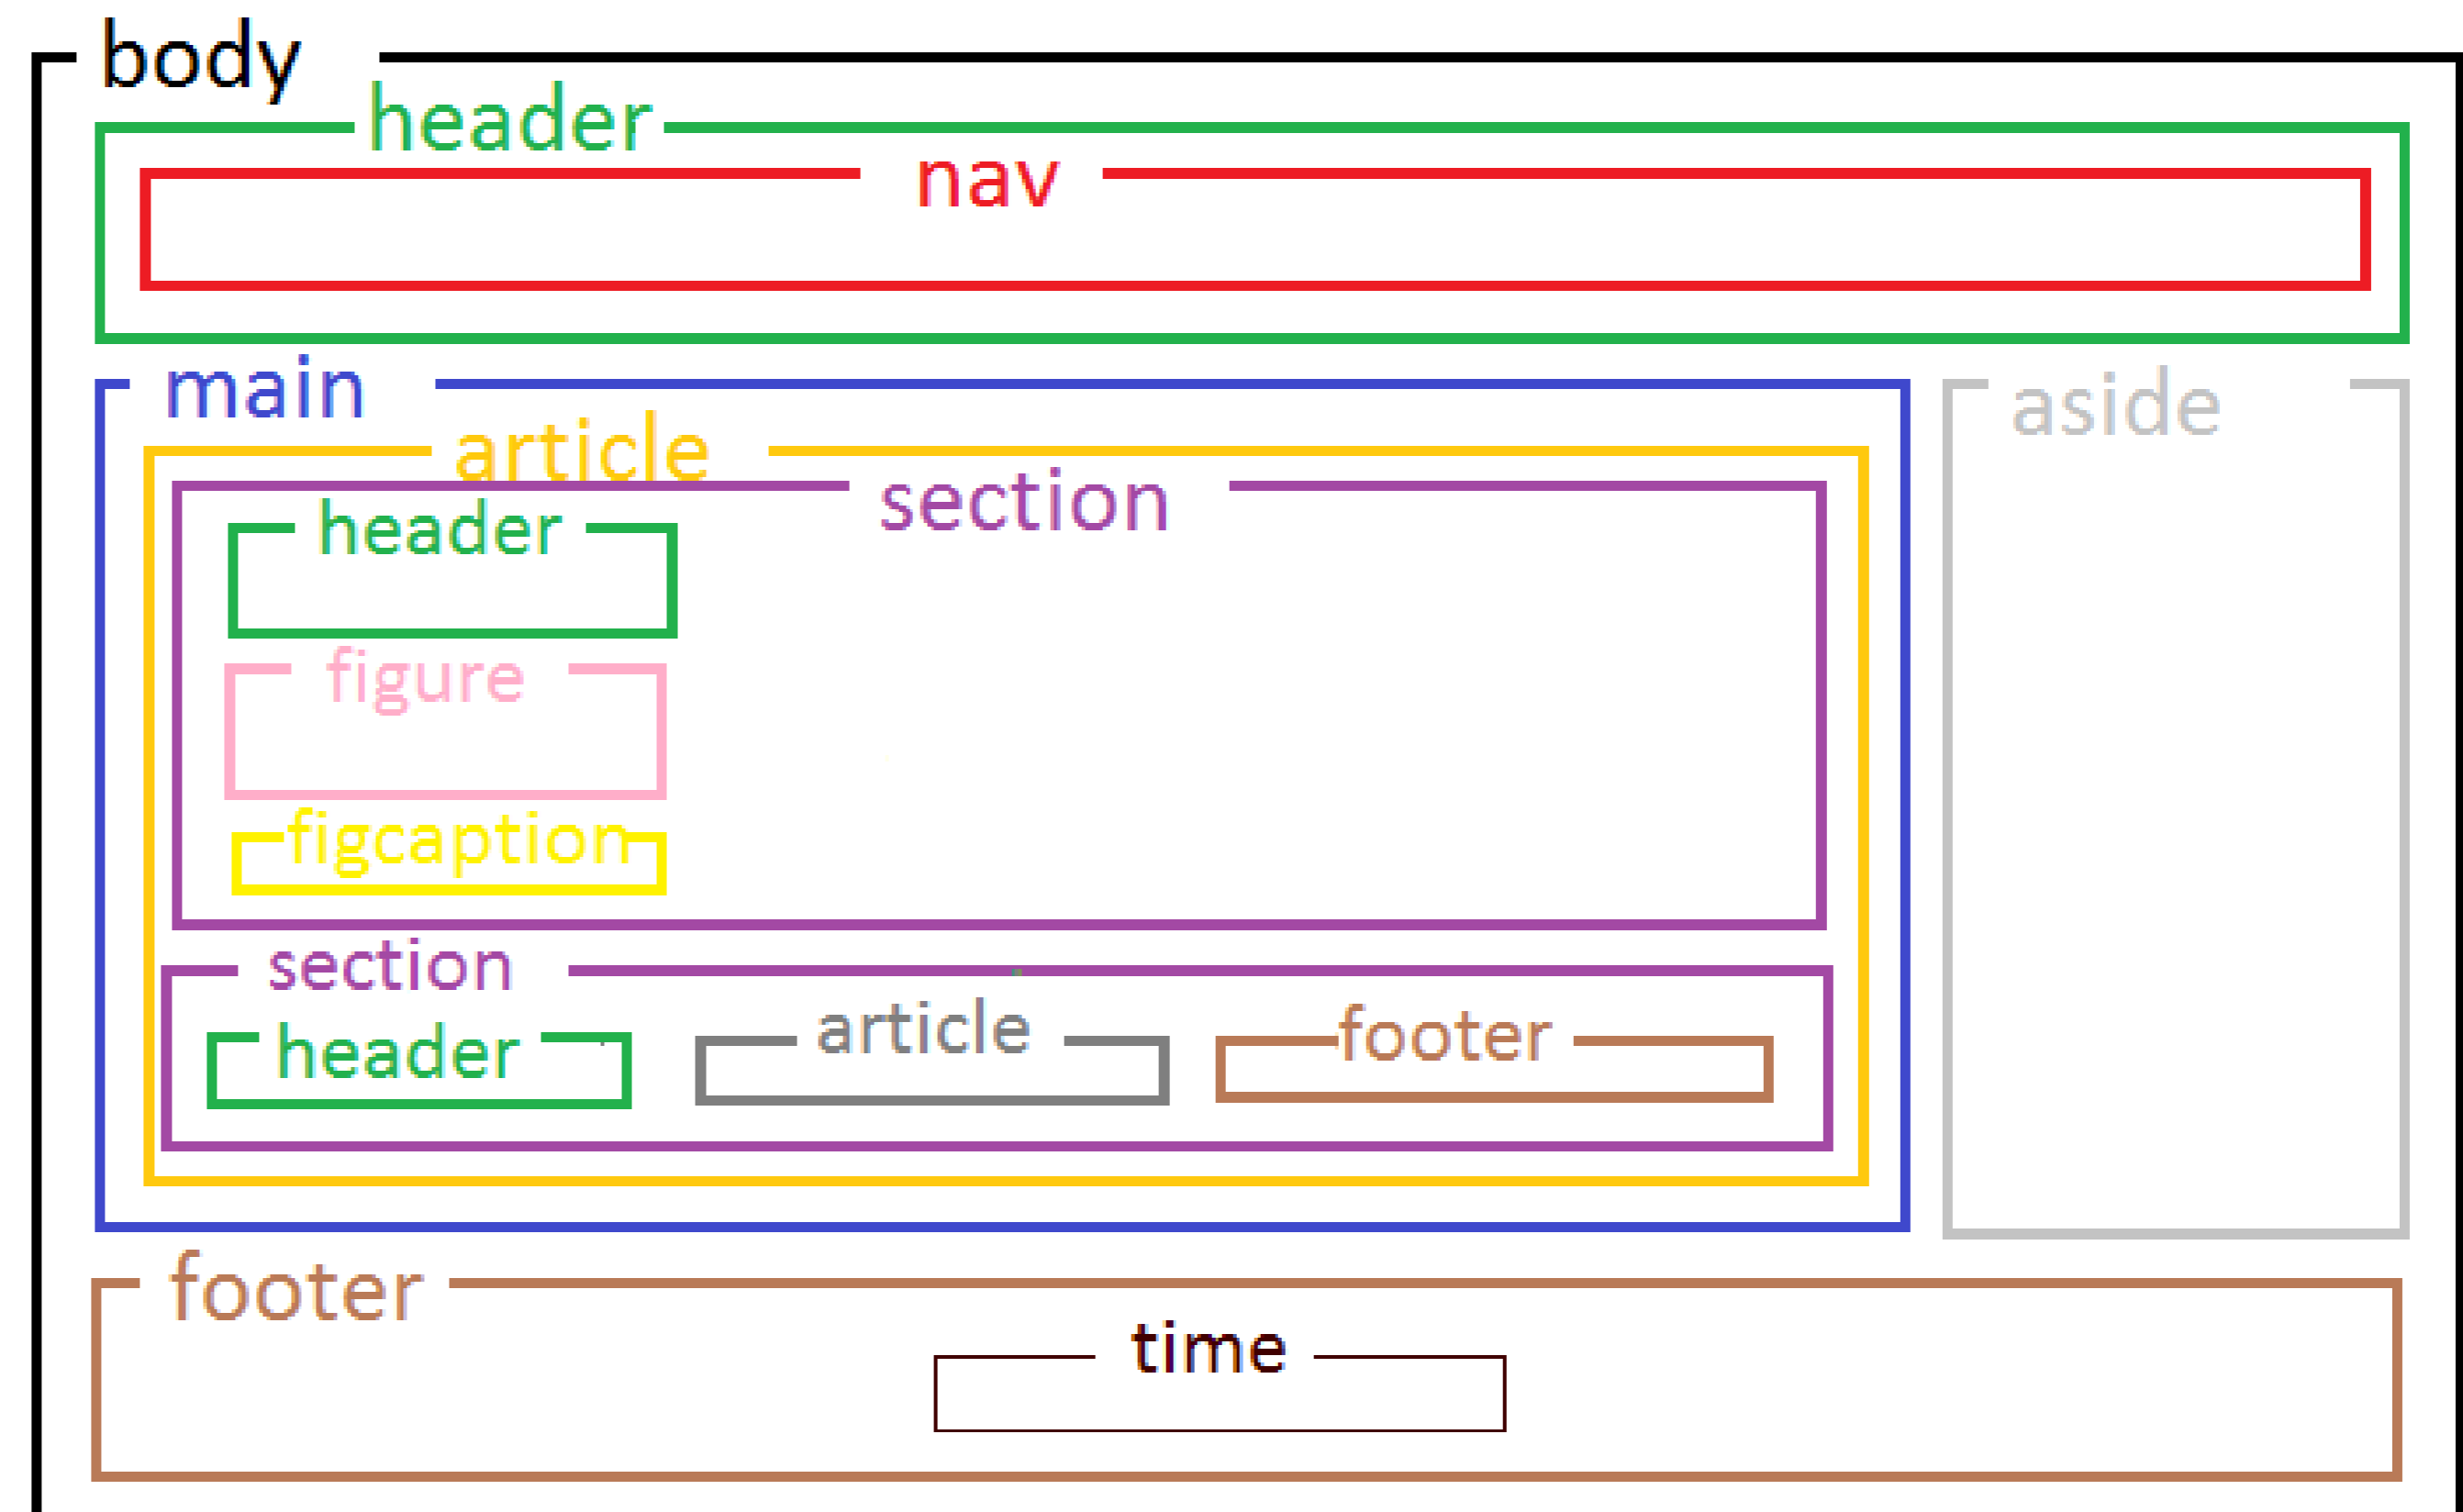 body
header
nav
main
aside
article
section
header
figure
figcaption
section
header
article
footer
footer
time